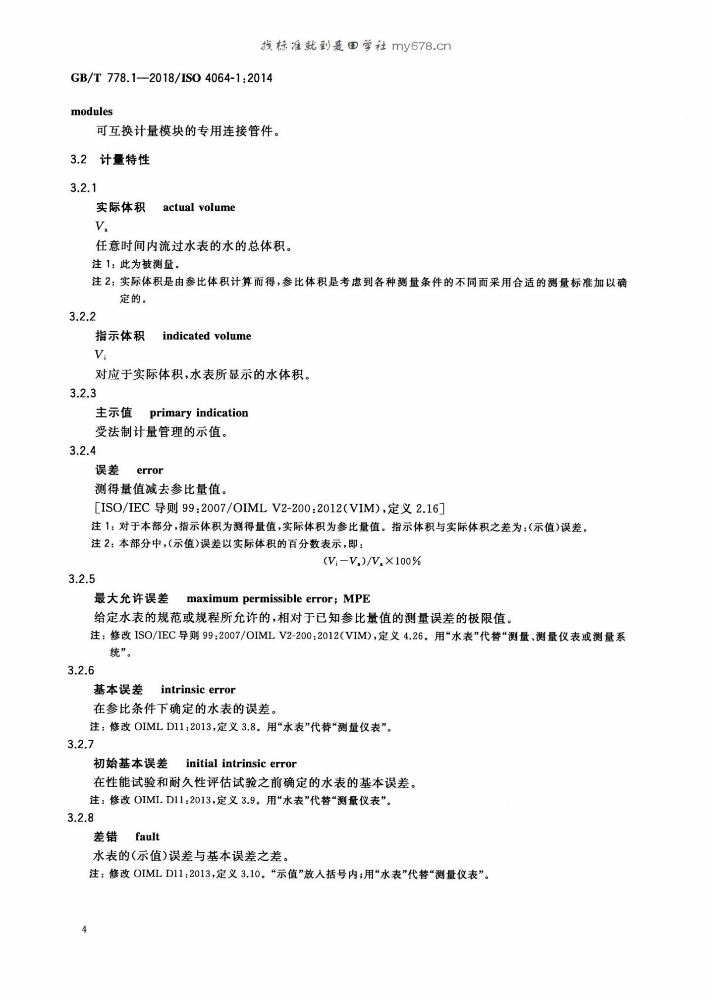 找标准就到麦田学社 my678.cn
GB/T 778.1—2018/ISO 4064-1:2014
modules
可互换计量模块的专用连接管件。
3.2 计量特性
3.2.1
实际体积 actual volume
Va
任意时间内流过水表的水的总体积。
注 1: 此为被测量。
注 2: 实际体积是由参比体积计算而得,参比体积是考虑到各种测量条件的不同而采用合适的测量标准加以确
定的。
3.2.2
指示体积 indicated volume
Vi
对应于实际体积,水表所显示的水体积。
3.2.3
主示值 primary indication
受法制计量管理的示值。
3.2.4
误差 error
测得量值减去参比量值。
[ISO/IEC 导则 99:2007/OIML V2-200:2012(VIM),定义 2.16]
注 1: 对于本部分,指示体积为测得量值,实际体积为参比量值。指示体积与实际体积之差为:(示值)误差。
注 2: 本部分中,(示值)误差以实际体积的百分数表示,即:
(Vi－Va)/Va×100%
3.2.5
最大允许误差 maximum permissible error; MPE
给定水表的规范或规程所允许的,相对于已知参比量值的测量误差的极限值。
注: 修改 ISO/IEC 导则 99:2007/OIML V2-200:2012(VIM),定义 4.26。用“水表”代替“测量、测量仪表或测量系
统”。
3.2.6
基本误差 intrinsic error
在参比条件下确定的水表的误差。
注: 修改 OIML D11:2013,定义 3.8。用“水表”代替“测量仪表”。
3.2.7
初始基本误差 initial intrinsic error
在性能试验和耐久性评估试验之前确定的水表的基本误差。
注: 修改 OIML D11:2013,定义 3.9。用“水表”代替“测量仪表”。
3.2.8
差错 fault
水表的(示值)误差与基本误差之差。
注: 修改 OIML D11:2013,定义 3.10。“示值”放入括号内;用“水表”代替“测量仪表”。
4